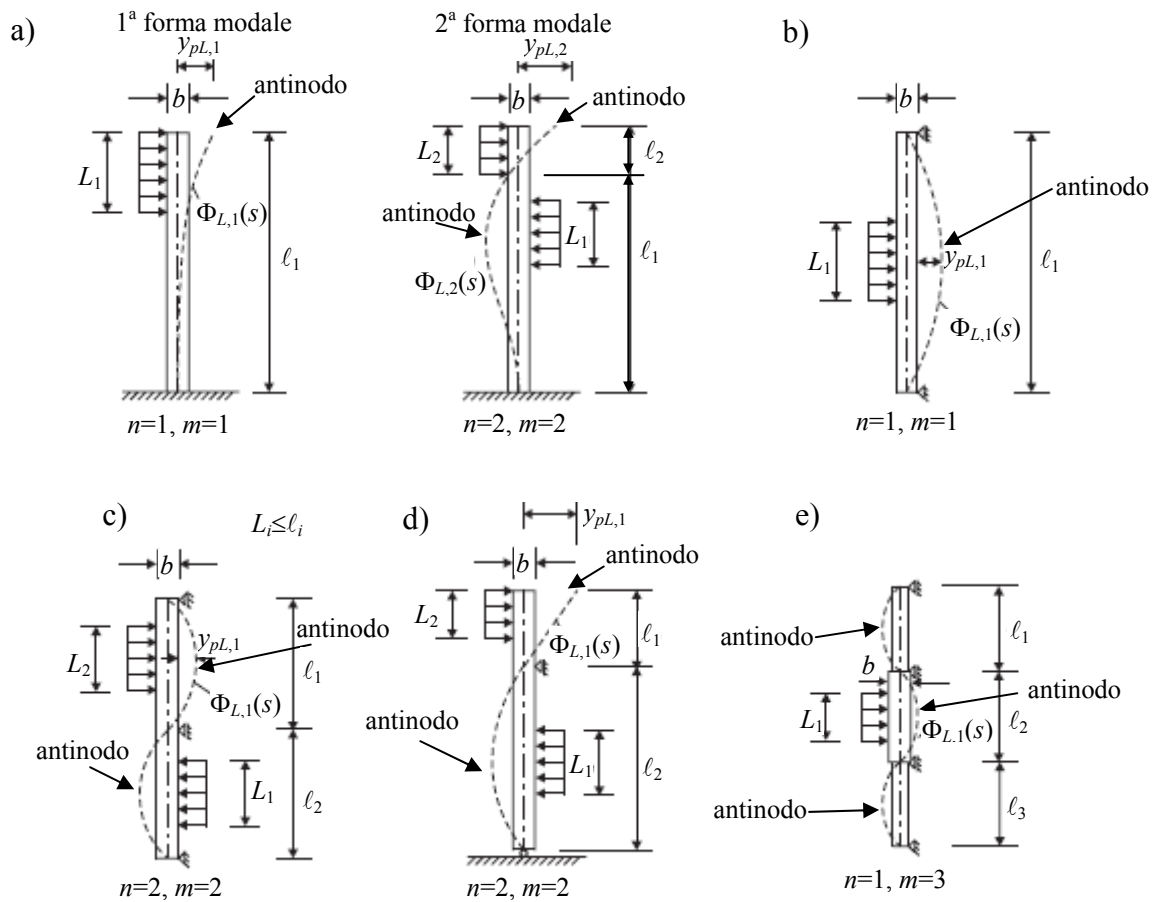 a)
1ª forma modale
y_{pL,1}
b
antinodo
L_1
Φ_{L,1}(s)
ℓ_1
n=1, m=1
2ª forma modale
y_{pL,2}
b
antinodo
L_2
ℓ_2
antinodo
L_1
ℓ_1
Φ_{L,2}(s)
n=2, m=2
b)
b
antinodo
L_1
y_{pL,1}
ℓ_1
Φ_{L,1}(s)
n=1, m=1
c)
L_i≤ℓ_i
b
antinodo
L_2
y_{pL,1}
ℓ_1
Φ_{L,1}(s)
antinodo
L_1
ℓ_2
n=2, m=2
d)
y_{pL,1}
b
antinodo
L_2
ℓ_1
Φ_{L,1}(s)
antinodo
L_1
ℓ_2
n=2, m=2
e)
antinodo
ℓ_1
b
antinodo
L_1
Φ_{L.1}(s)
ℓ_2
antinodo
ℓ_3
n=1, m=3